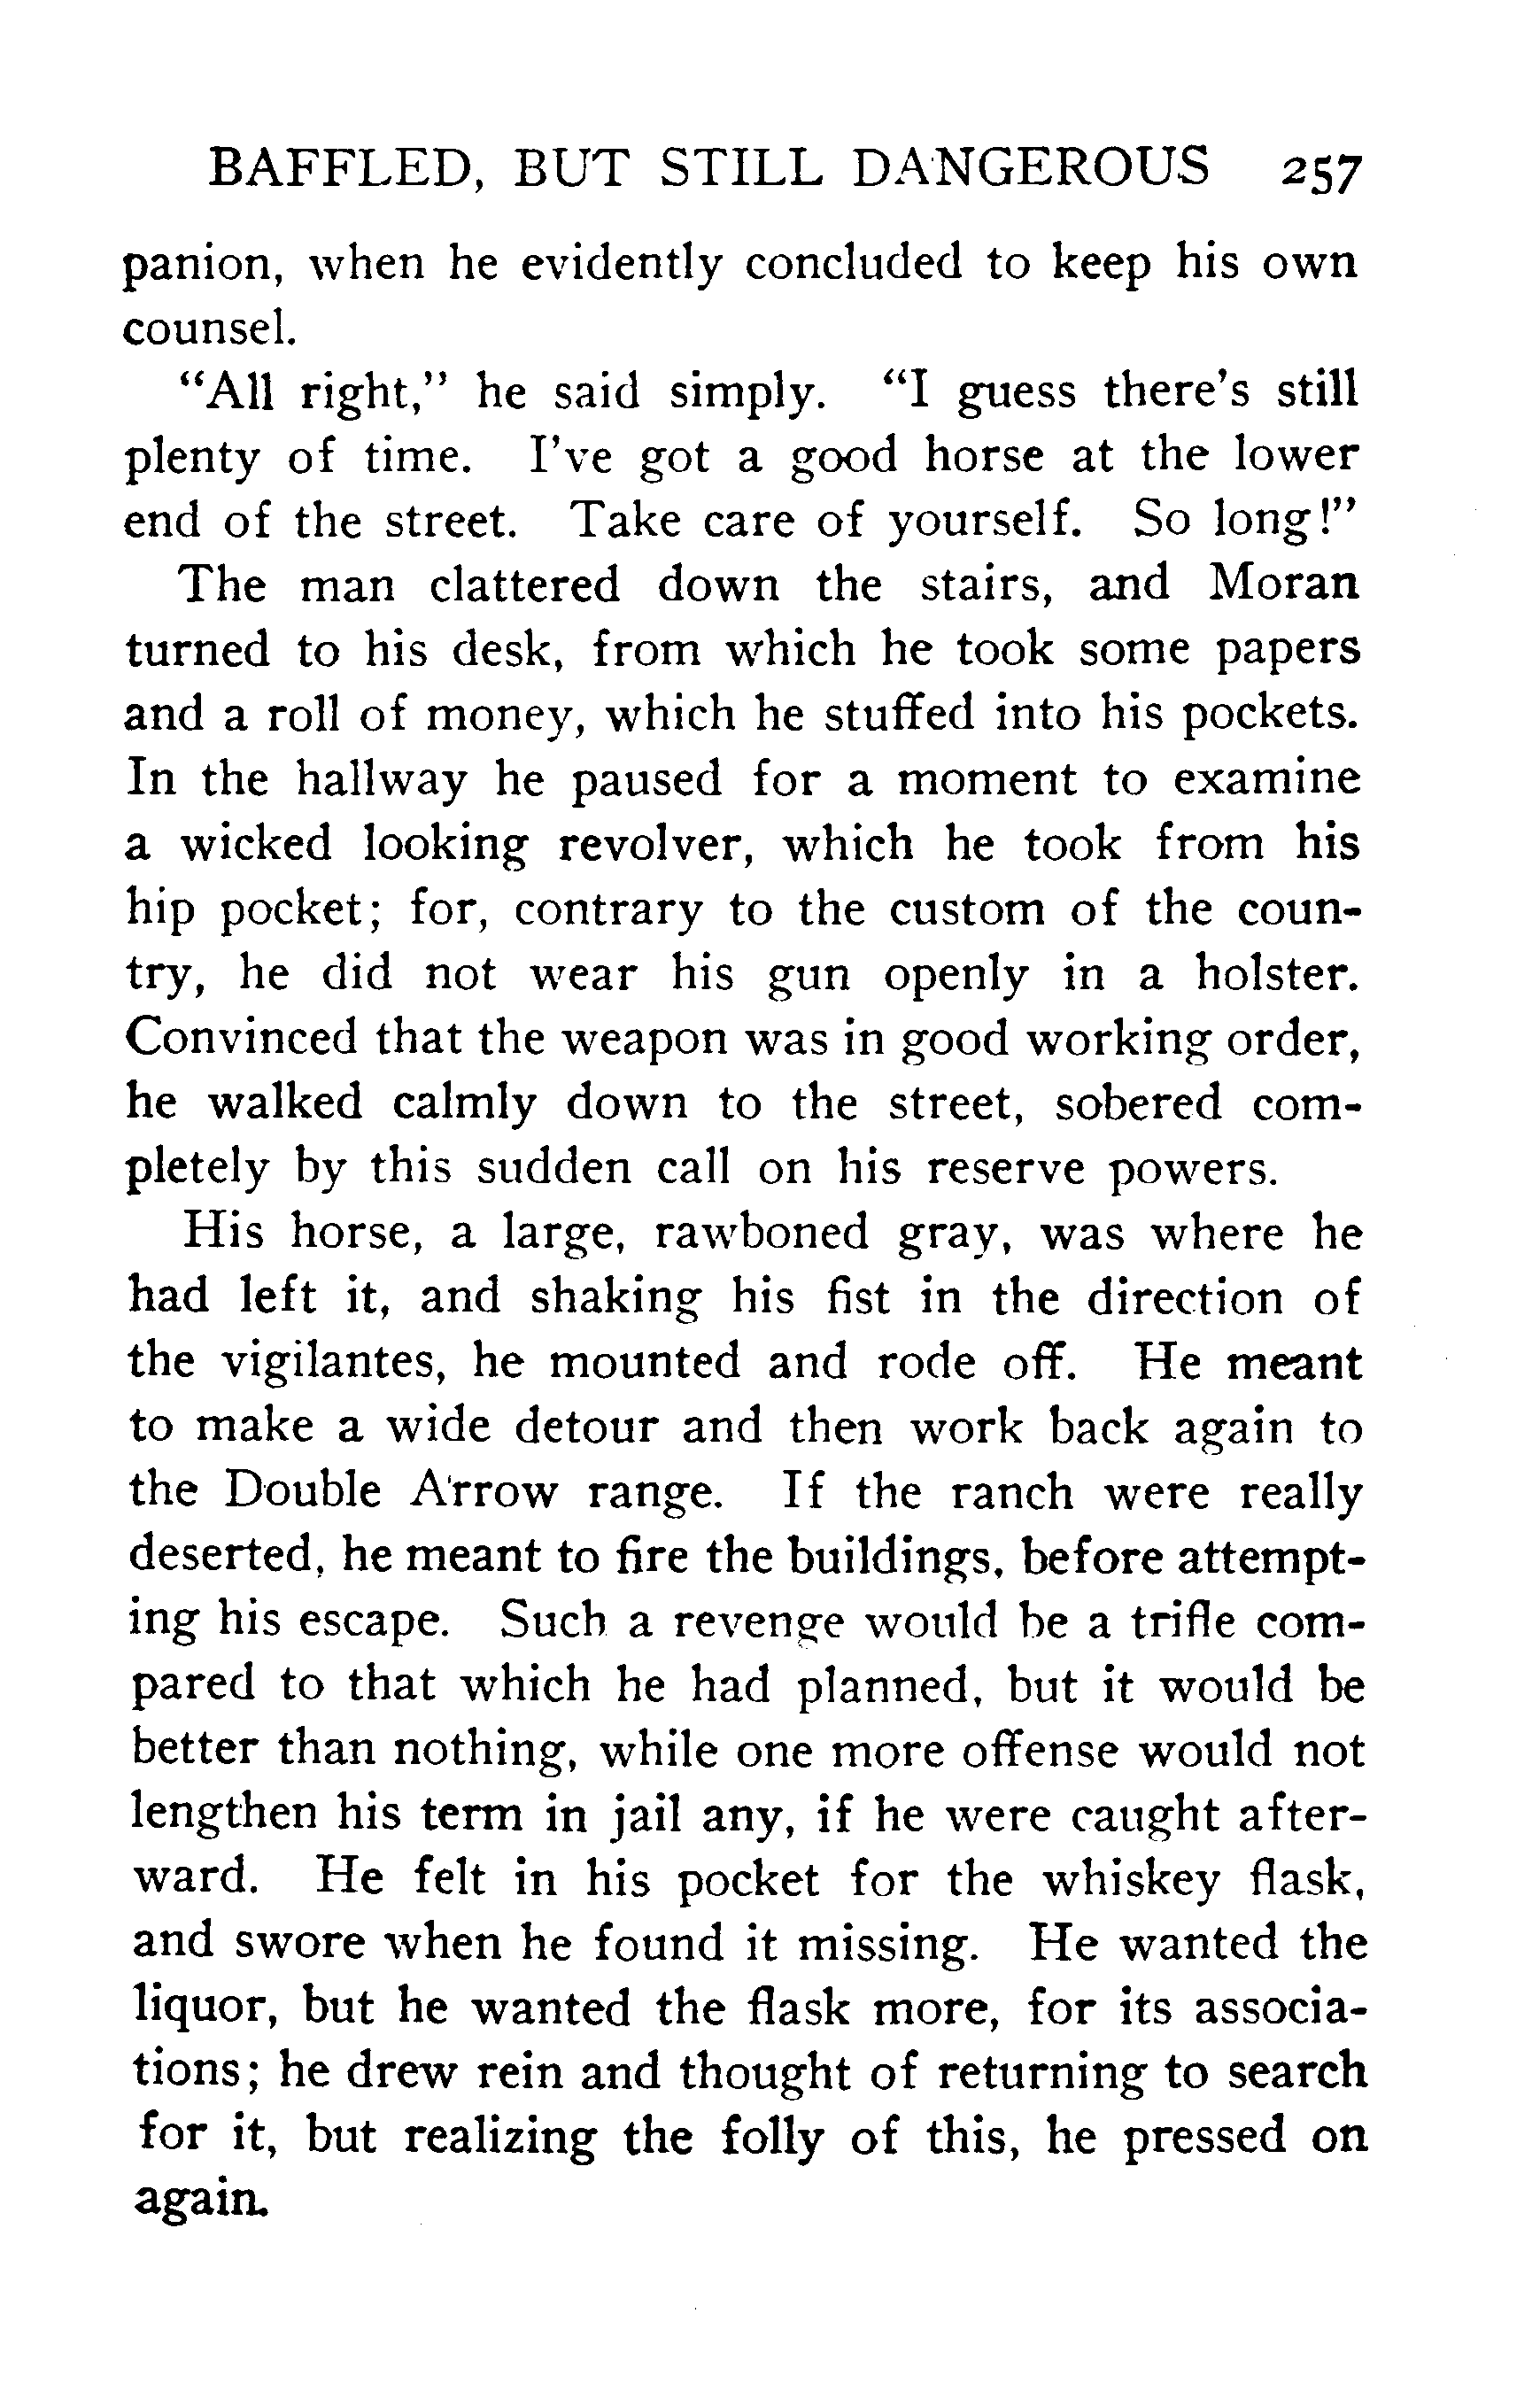 BAFFLED, BUT STILL DANGEROUS 257
panion, when he evidently concluded to keep his own
counsel.
"All right," he said simply. "I guess there's still
plenty of time. I've got a good horse at the lower
end of the street. Take care of yourself. So long!"
The man clattered down the stairs, and Moran
turned to his desk, from which he took some papers
and a roll of money, which he stuffed into his pockets.
In the hallway he paused for a moment to examine
a wicked looking revolver, which he took from his
hip pocket; for, contrary to the custom of the coun-
try, he did not wear his gun openly in a holster.
Convinced that the weapon was in good working order,
he walked calmly down to the street, sobered com-
pletely by this sudden call on his reserve powers.
His horse, a large, rawboned gray, was where he
had left it, and shaking his fist in the direction of
the vigilantes, he mounted and rode off. He meant
to make a wide detour and then work back again to
the Double Arrow range. If the ranch were really
deserted, he meant to fire the buildings, before attempt-
ing his escape. Such a revenge would be a trifle com-
pared to that which he had planned, but it would be
better than nothing, while one more offense would not
lengthen his term in jail any, if he were caught after-
ward. He felt in his pocket for the whiskey flask,
and swore when he found it missing. He wanted the
liquor, but he wanted the flask more, for its associa-
tions; he drew rein and thought of returning to search
for it, but realizing the folly of this, he pressed on
again.